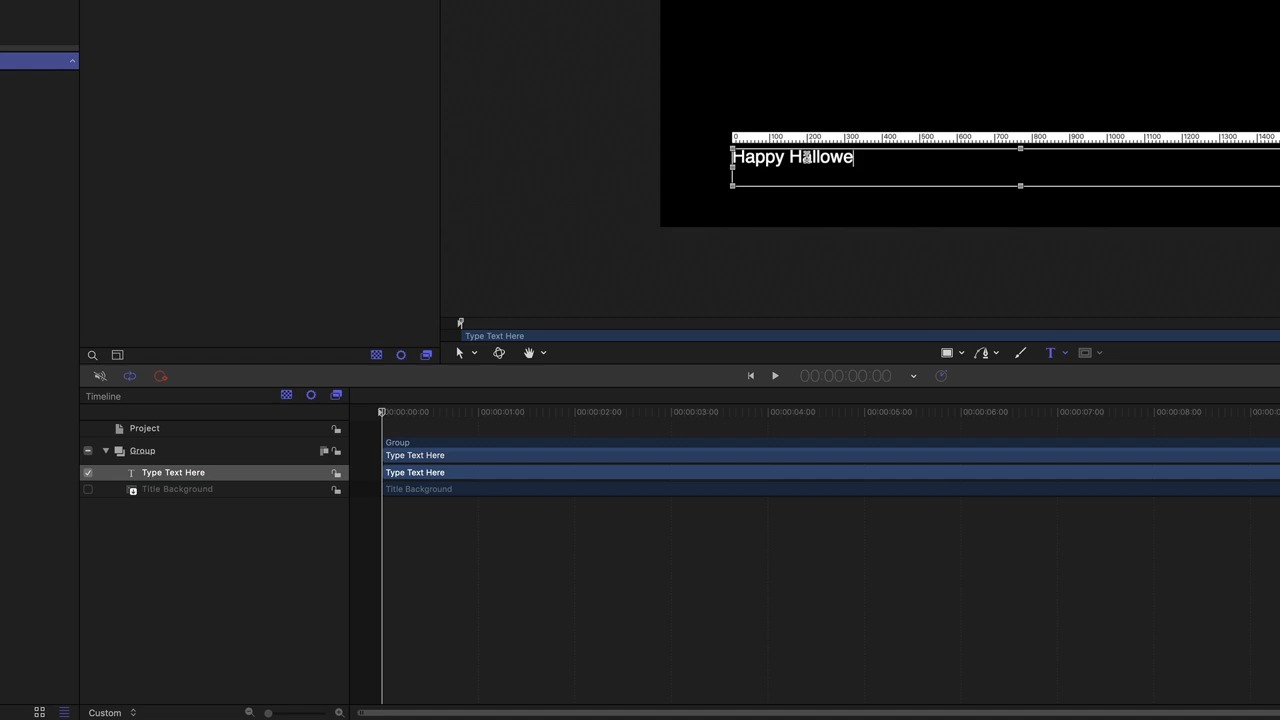 0 100 200 300 400 500 600 700 800 900 1000 1100 1200 1300 1400
Happy Hallowe
Type Text Here
T
00:00:00:00
Timeline
00:00:00:00 00:00:01:00 00:00:02:00 00:00:03:00 00:00:04:00 00:00:05:00 00:00:06:00 00:00:07:00 00:00:08:00
Project
Group
Group
Type Text Here
T Type Text Here
Type Text Here
Title Background
Title Background
Custom